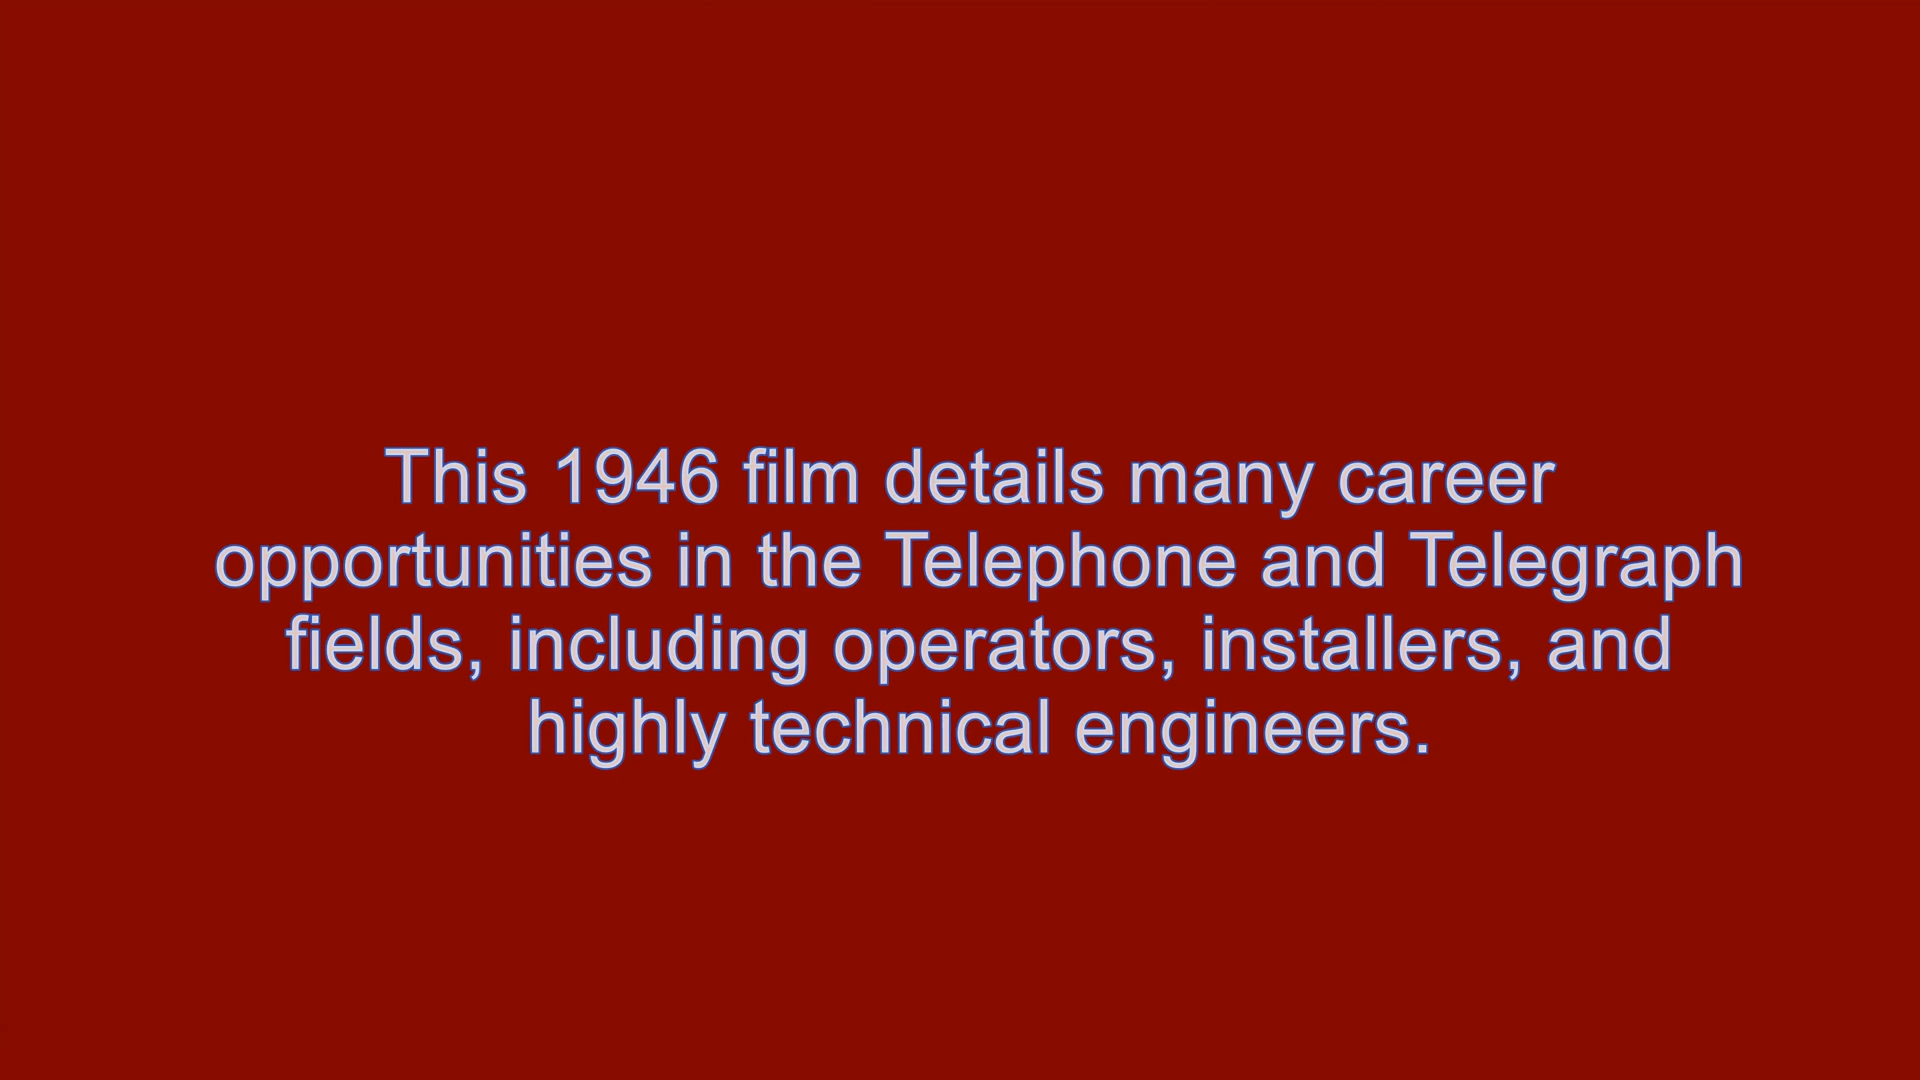 This 1946 film details many career
opportunities in the Telephone and Telegraph
fields, including operators, installers, and
highly technical engineers.